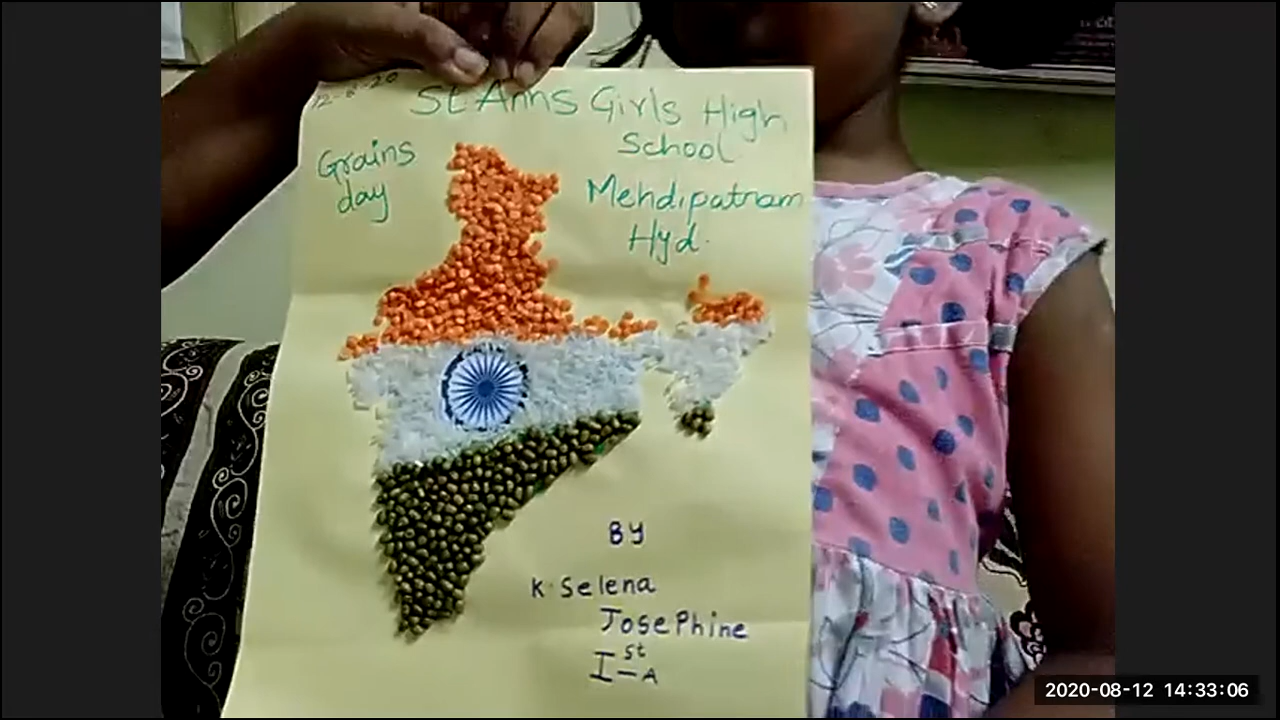 12-8-20
St Anns Girls High
School
Grains
day
Mehdipatnam
Hyd.
BY
K. Selena
Josephine
I st - A
2020-08-12 14:33:06